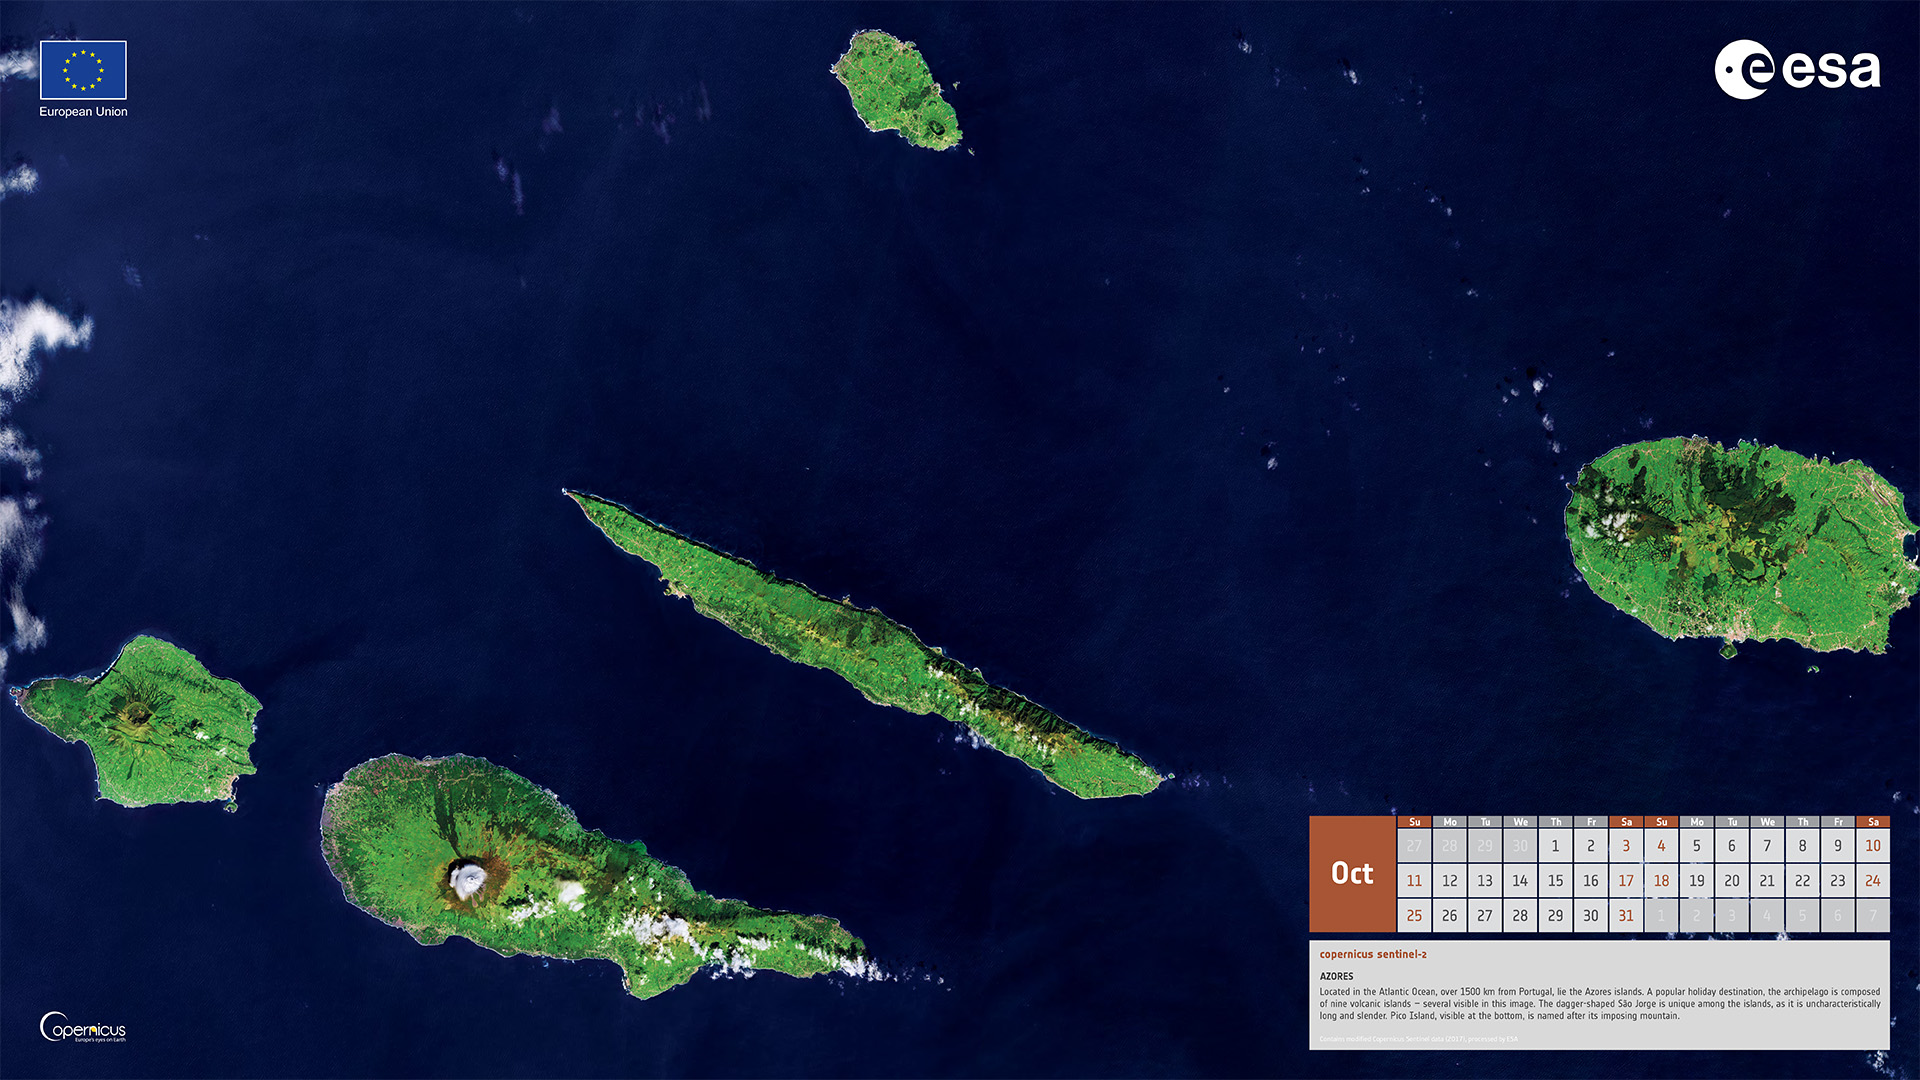 European Union
esa
Oct
Su Mo Tu We Th Fr Sa Su Mo Tu We Th Fr Sa
27 28 29 30 1 2 3 4 5 6 7 8 9 10
11 12 13 14 15 16 17 18 19 20 21 22 23 24
25 26 27 28 29 30 31 1 2 3 4 5 6 7
copernicus sentinel-2
AZORES
Located in the Atlantic Ocean, over 1500 km from Portugal, lie the Azores islands. A popular holiday destination, the archipelago is composed
of nine volcanic islands – several visible in this image. The dagger-shaped São Jorge is unique among the islands, as it is uncharacteristically
long and slender. Pico Island, visible at the bottom, is named after its imposing mountain.
Contains modified Copernicus Sentinel data (2017), processed by ESA
Copernicus
Europe's eyes on Earth